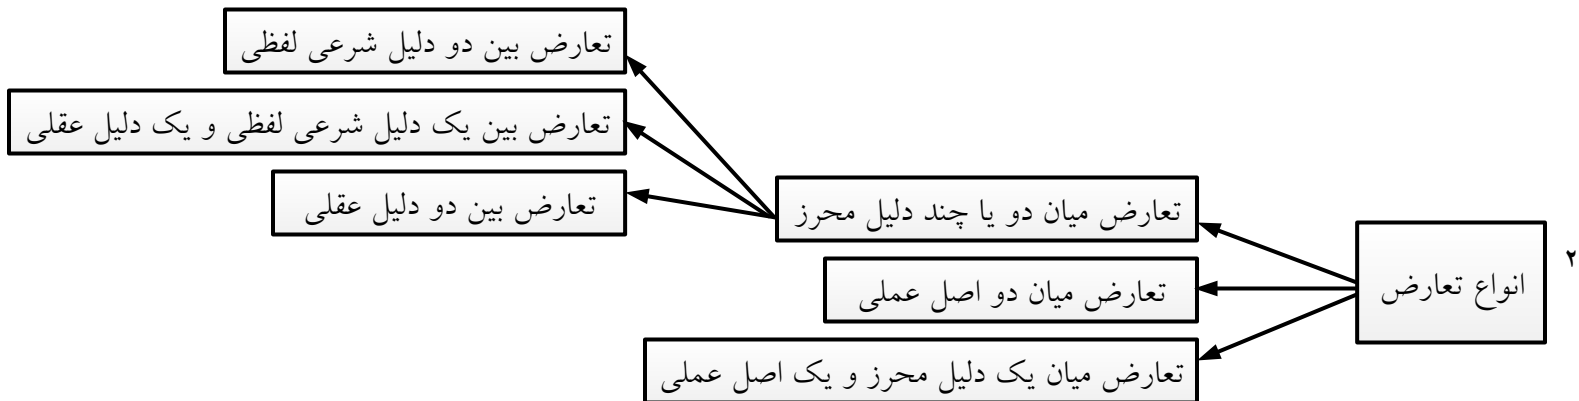 ۲
انواع تعارض
تعارض میان دو یا چند دلیل محرز
تعارض بین دو دلیل شرعی لفظی
تعارض بین یک دلیل شرعی لفظی و یک دلیل عقلی
تعارض بین دو دلیل عقلی
تعارض میان دو اصل عملی
تعارض میان یک دلیل محرز و یک اصل عملی